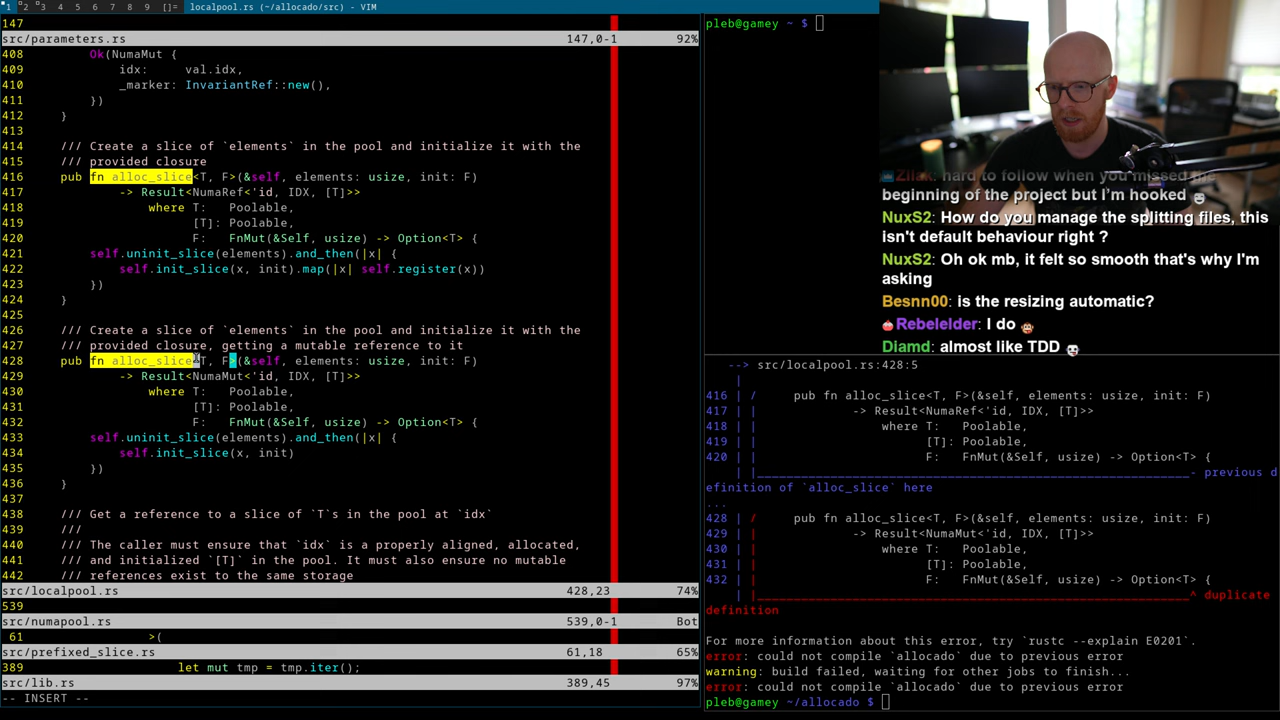 1 2 3 4 5 6 7 8 9 []= localpool.rs (~/allocado/src) - VIM
147
src/parameters.rs 147,0-1 92%
408 Ok(NumaMut {
409 idx: val.idx,
410 _marker: InvariantRef::new(),
411 })
412 }
413
414 /// Create a slice of `elements` in the pool and initialize it with the
415 /// provided closure
416 pub fn alloc_slice<T, F>(&self, elements: usize, init: F)
417 -> Result<NumaRef<'id, IDX, [T]>>
418 where T: Poolable,
419 [T]: Poolable,
420 F: FnMut(&Self, usize) -> Option<T> {
421 self.uninit_slice(elements).and_then(|x| {
422 self.init_slice(x, init).map(|x| self.register(x))
423 })
424 }
425
426 /// Create a slice of `elements` in the pool and initialize it with the
427 /// provided closure, getting a mutable reference to it
428 pub fn alloc_slice<T, F>(&self, elements: usize, init: F)
429 -> Result<NumaMut<'id, IDX, [T]>>
430 where T: Poolable,
431 [T]: Poolable,
432 F: FnMut(&Self, usize) -> Option<T> {
433 self.uninit_slice(elements).and_then(|x| {
434 self.init_slice(x, init)
435 })
436 }
437
438 /// Get a reference to a slice of `T`s in the pool at `idx`
439 ///
440 /// The caller must ensure that `idx` is a properly aligned, allocated,
441 /// and initialized `[T]` in the pool. It must also ensure no mutable
442 /// references exist to the same storage
src/localpool.rs 428,23 74%
539
src/numapool.rs 539,0-1 Bot
61 >(
src/prefixed_slice.rs 61,18 65%
389 let mut tmp = tmp.iter();
src/lib.rs 389,45 97%
-- INSERT --
pleb@gamey ~ $
hard to follow when you missed the
beginning of the project but I'm hooked
NuxS2: How do you manage the splitting files, this
isn't default behaviour right ?
NuxS2: Oh ok mb, it felt so smooth that's why I'm
asking
Besnn00: is the resizing automatic?
Rebelelder: I do
Diamd: almost like TDD
--> src/localpool.rs:428:5
|
416 | / pub fn alloc_slice<T, F>(&self, elements: usize, init: F)
417 | | -> Result<NumaRef<'id, IDX, [T]>>
418 | | where T: Poolable,
419 | | [T]: Poolable,
420 | | F: FnMut(&Self, usize) -> Option<T> {
| |_________________________________________________- previous d
efinition of `alloc_slice` here
...
428 | / pub fn alloc_slice<T, F>(&self, elements: usize, init: F)
429 | | -> Result<NumaMut<'id, IDX, [T]>>
430 | | where T: Poolable,
431 | | [T]: Poolable,
432 | | F: FnMut(&Self, usize) -> Option<T> {
| |_________________________________________________^ duplicate
definition
For more information about this error, try `rustc --explain E0201`.
error: could not compile `allocado` due to previous error
warning: build failed, waiting for other jobs to finish...
error: could not compile `allocado` due to previous error
pleb@gamey ~/allocado $